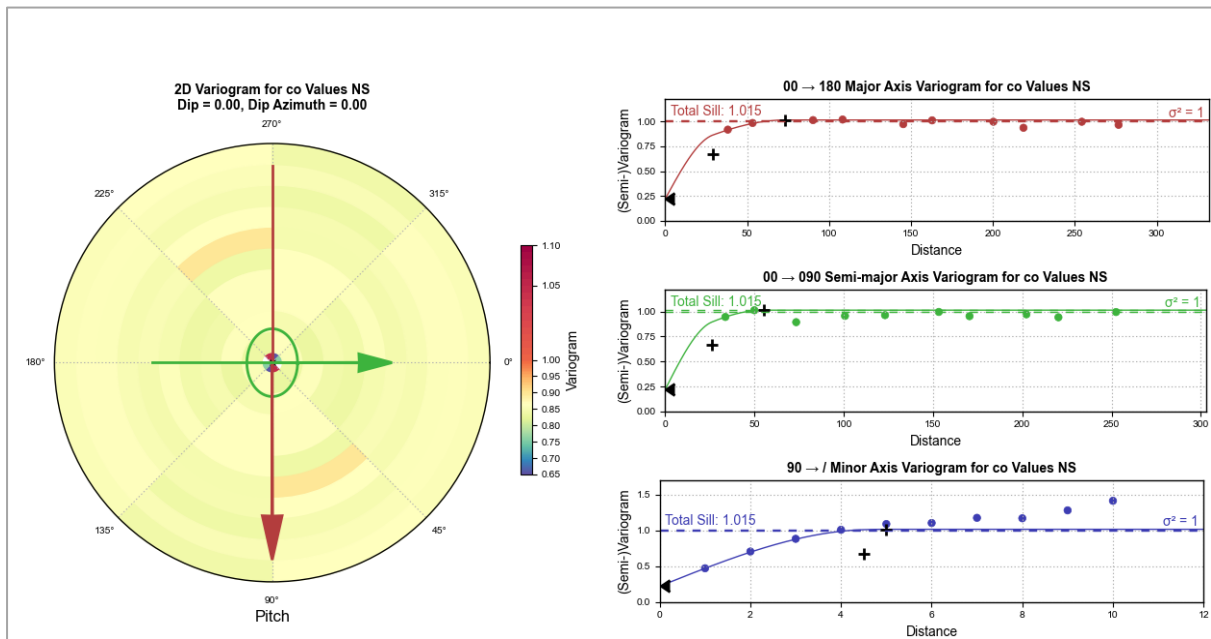 2D Variogram for co Values NS
Dip = 0.00, Dip Azimuth = 0.00
270°
225°
315°
180°
0°
135°
45°
90°
Pitch
1.10
1.05
1.00
0.95
0.90
0.85
0.80
0.75
0.70
0.65
Variogram
00 → 180 Major Axis Variogram for co Values NS
Total Sill: 1.015
σ² = 1
(Semi-)Variogram
1.00
0.75
0.50
0.25
0.00
0 50 100 150 200 250 300
Distance
00 → 090 Semi-major Axis Variogram for co Values NS
Total Sill: 1.015
σ² = 1
(Semi-)Variogram
1.00
0.75
0.50
0.25
0.00
0 50 100 150 200 250 300
Distance
90 → / Minor Axis Variogram for co Values NS
Total Sill: 1.015
σ² = 1
(Semi-)Variogram
1.5
1.0
0.5
0.0
0 2 4 6 8 10 12
Distance